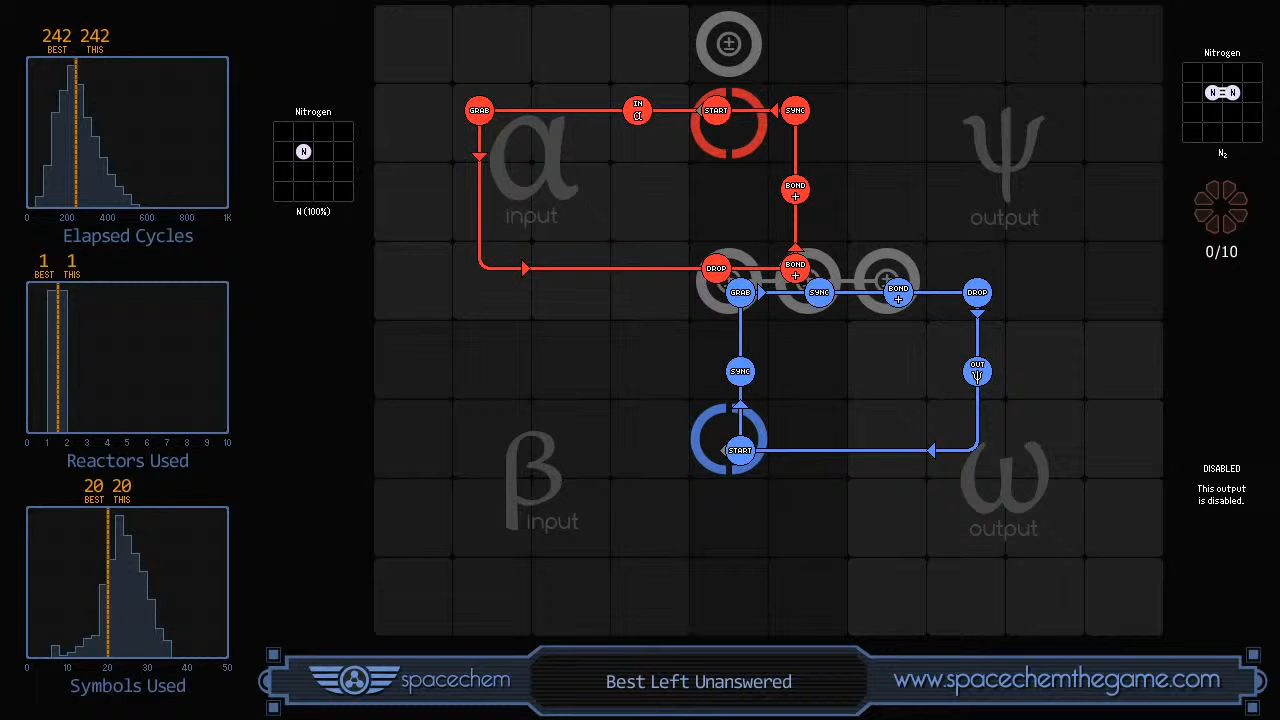 242 242
BEST THIS
0 200 400 600 800 1K
Elapsed Cycles
1 1
BEST THIS
0 1 2 3 4 5 6 7 8 9 10
Reactors Used
20 20
BEST THIS
0 10 20 30 40 50
Symbols Used
Nitrogen
N
N (100%)
±
GRAB
IN
α
START
SYNC
α
input
BOND
+
DROP
BOND
+
GRAB
SYNC
BOND
+
DROP
SYNC
OUT
Ψ
START
ψ
output
β
input
ω
output
Nitrogen
N = N
N₂
0/10
DISABLED
This output
is disabled.
spacechem
Best Left Unanswered
www.spacechemthegame.com